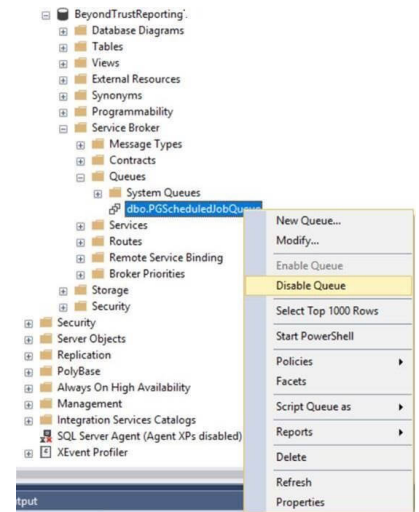 BeyondTrustReporting'.
Database Diagrams
Tables
Views
External Resources
Synonyms
Programmability
Service Broker
Message Types
Contracts
Queues
System Queues
dbo.PGScheduledJobQueue
Services
Routes
Remote Service Binding
Broker Priorities
Storage
Security
Security
Server Objects
Replication
PolyBase
Always On High Availability
Management
Integration Services Catalogs
SQL Server Agent (Agent XPs disabled)
XEvent Profiler
tput
New Queue...
Modify...
Enable Queue
Disable Queue
Select Top 1000 Rows
Start PowerShell
Policies
Facets
Script Queue as
Reports
Delete
Refresh
Properties